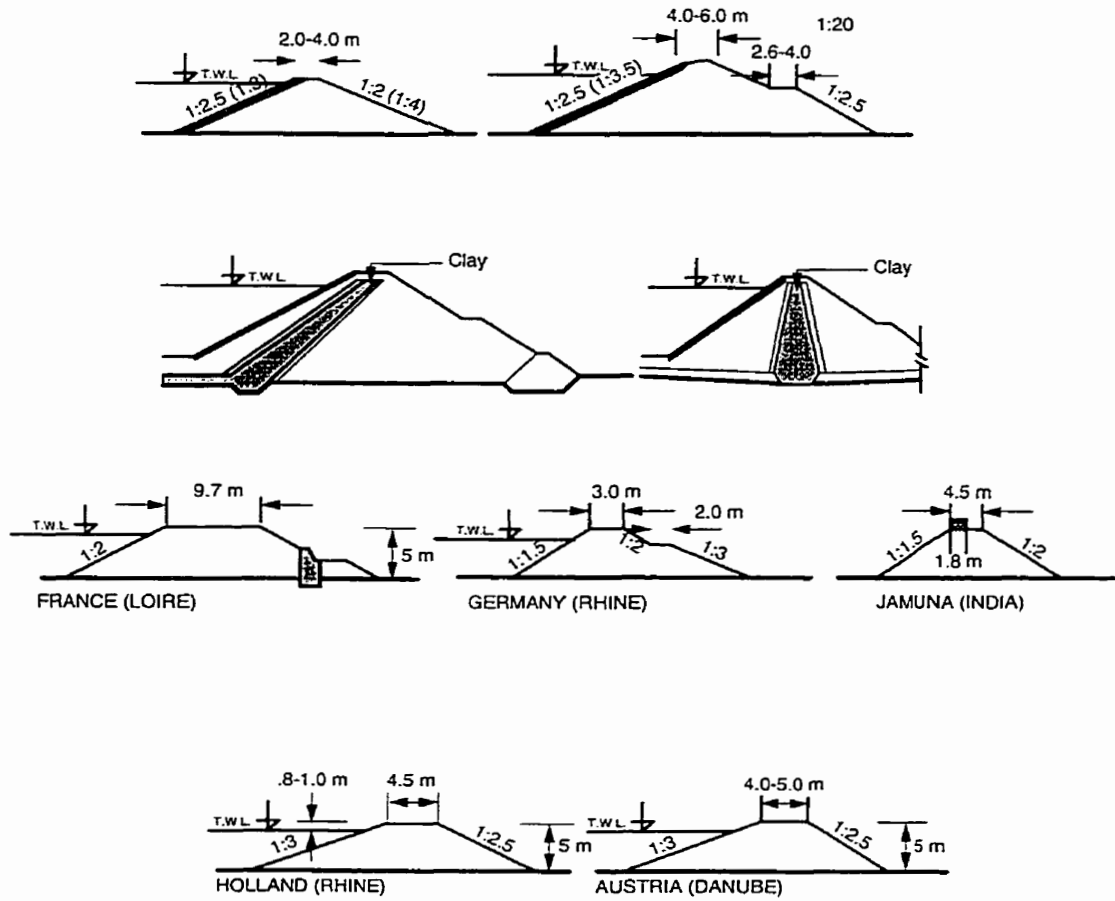 2.0-4.0 m
T.W.L.
1:2.5 (1:3)
1:2 (1:4)
4.0-6.0 m
1:20
2.6-4.0
T.W.L.
1:2.5 (1:3.5)
1:2.5
Clay
T.W.L.
Clay
T.W.L.
9.7 m
T.W.L.
1:2
5 m
FRANCE (LOIRE)
3.0 m
2.0 m
T.W.L.
1:1.5
1:2
1:3
GERMANY (RHINE)
4.5 m
1:1.5
1.8 m
1:2
JAMUNA (INDIA)
.8-1.0 m
4.5 m
T.W.L.
1:3
1:2.5
5 m
HOLLAND (RHINE)
4.0-5.0 m
T.W.L.
1:3
1:2.5
5 m
AUSTRIA (DANUBE)